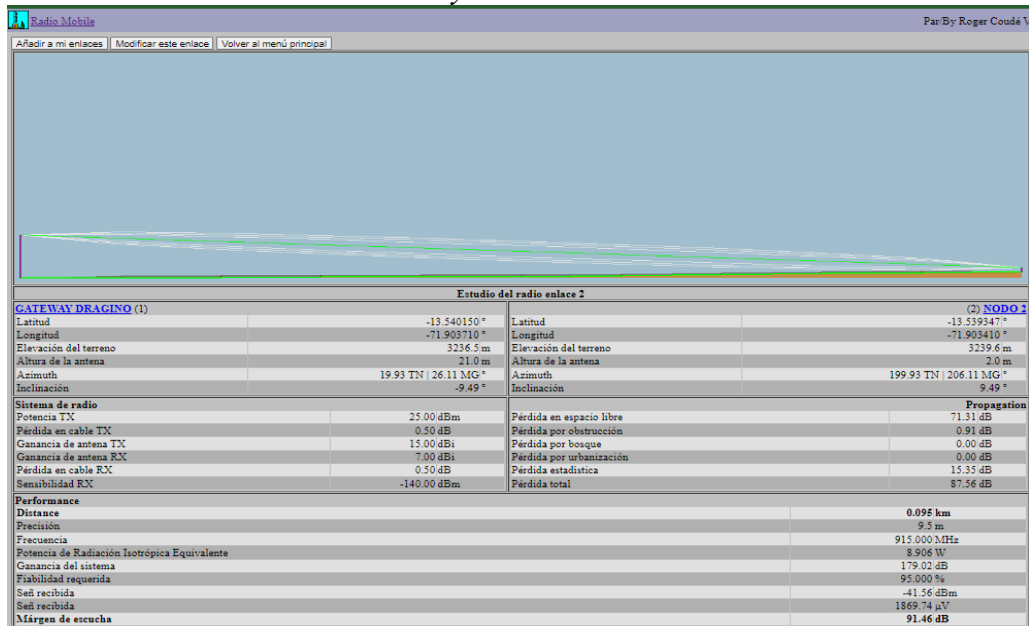 Radio Mobile Par/By Roger Coudé V
Añadir a mi enlaces Modificar este enlace Volver al menú principal
Estudio del radio enlace 2
GATEWAY DRAGINO (1) (2) NODO 2
Latitud -13.540150 ° Latitud -13.539347 °
Longitud -71.903710 ° Longitud -71.903410 °
Elevación del terreno 3236.5 m Elevación del terreno 3239.6 m
Altura de la antena 21.0 m Altura de la antena 2.0 m
Azimuth 19.93 TN | 26.11 MG ° Azimuth 199.93 TN | 206.11 MG ° 
Inclinación -9.49 ° Inclinación 9.49 °
Sistema de radio Propagation
Potencia TX 25.00 dBm Pérdida en espacio libre 71.31 dB
Pérdida en cable TX 0.50 dB Pérdida por obstrucción 0.91 dB
Ganancia de antena TX 15.00 dBi Pérdida por bosque 0.00 dB
Ganancia de antena RX 7.00 dBi Pérdida por urbanización 0.00 dB
Pérdida en cable RX 0.50 dB Pérdida estadística 15.35 dB
Sensibilidad RX -140.00 dBm Pérdida total 87.56 dB
Performance
Distance 0.095 km
Precisión 9.5 m
Frecuencia 915.000 MHz
Potencia de Radiación Isotrópica Equivalente 8.906 W
Ganancia del sistema 179.02 dB
Fiabilidad requerida 95.000 %
Señ recibida -41.56 dBm
Señ recibida 1869.74 µV
Márgen de escucha 91.46 dB